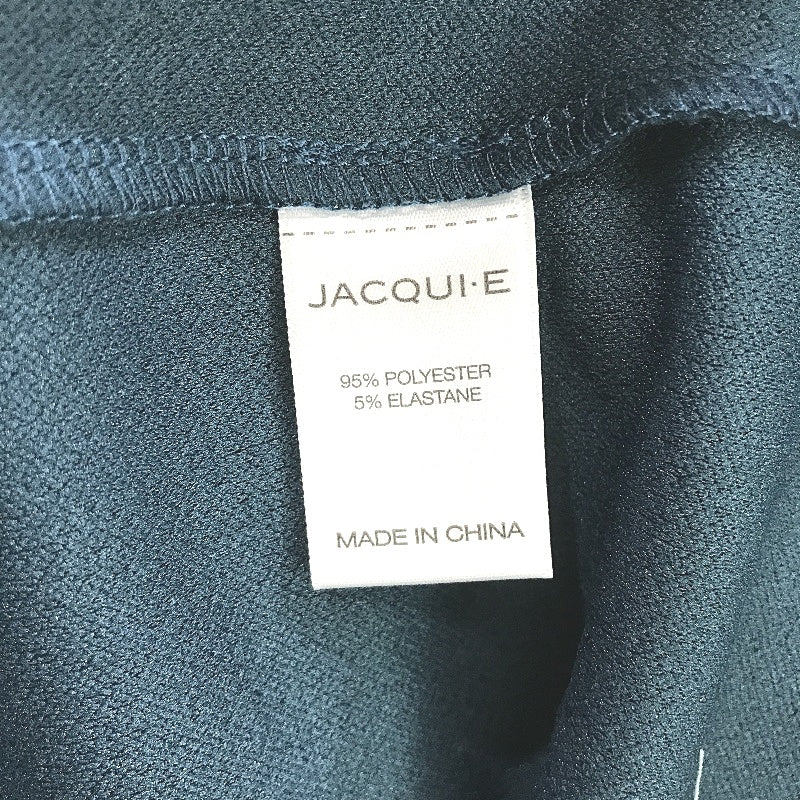 JACQUI·E
95% POLYESTER
5% ELASTANE
MADE IN CHINA